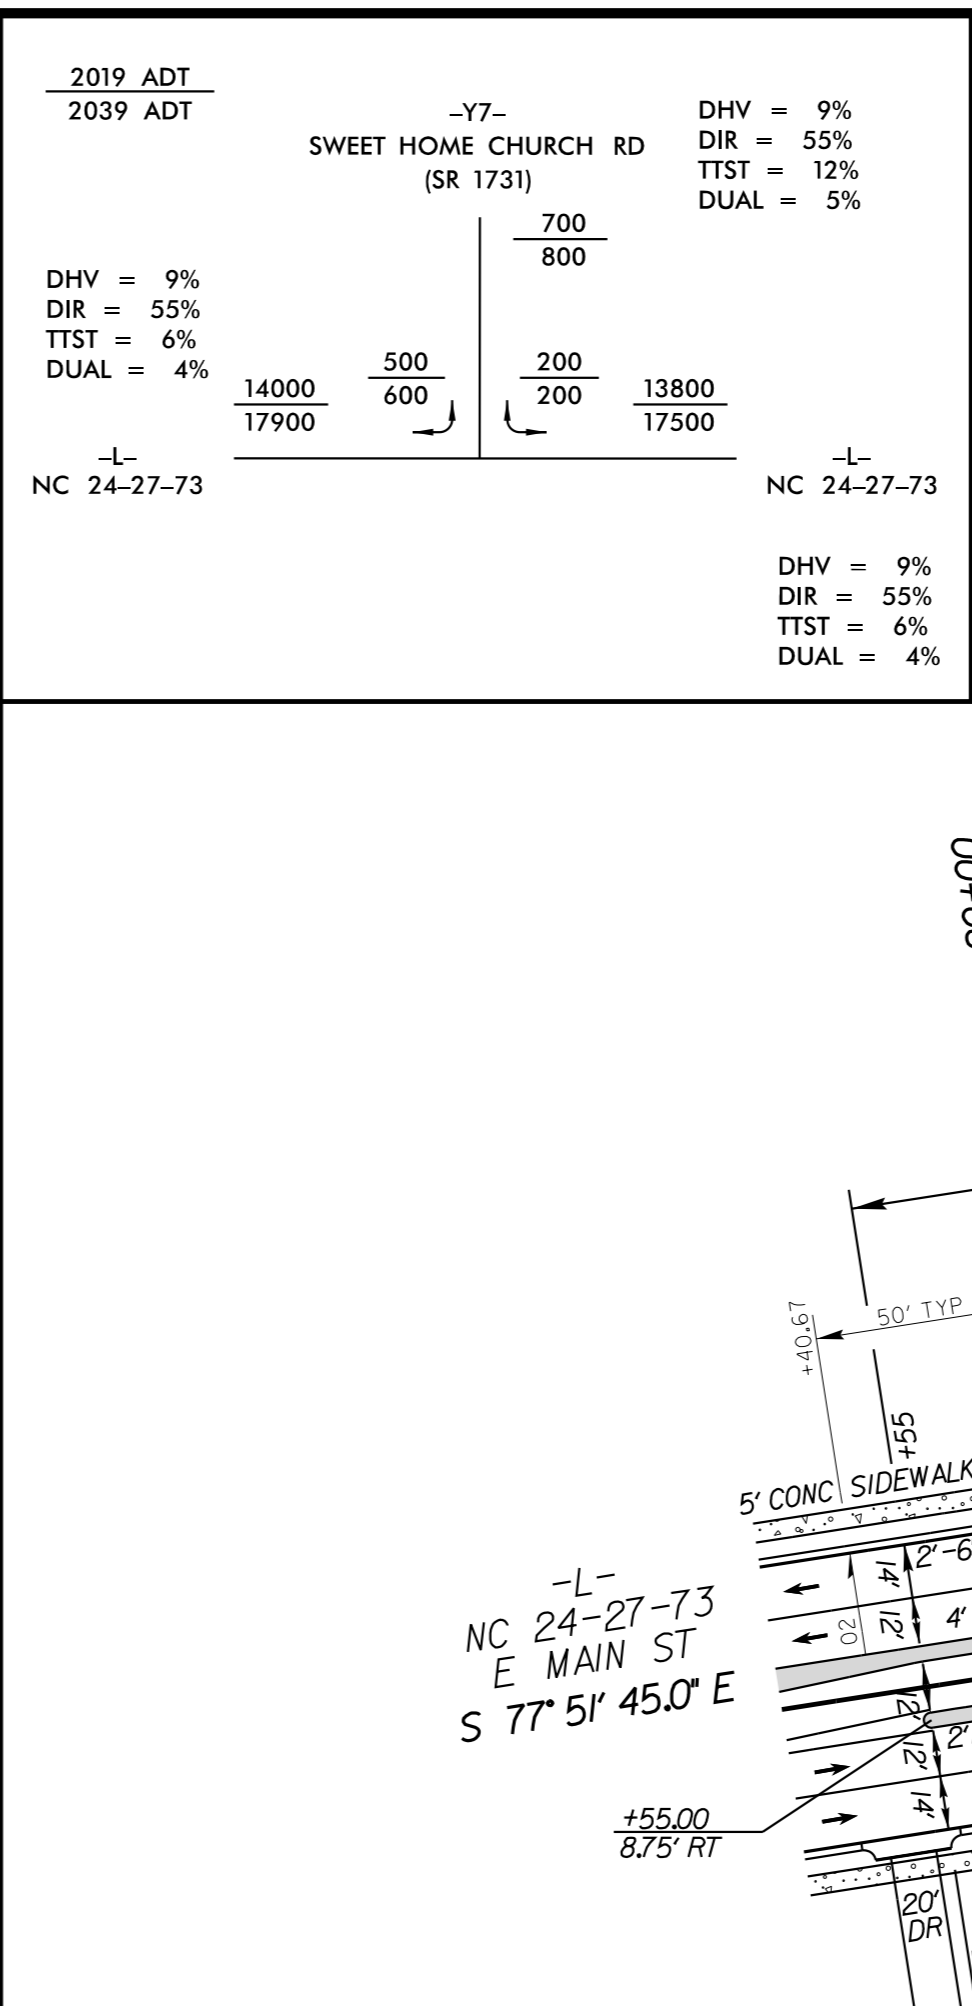 2019 ADT
2039 ADT
–Y7–
SWEET HOME CHURCH RD
(SR 1731)
DHV = 9%
DIR = 55%
TTST = 12%
DUAL = 5%
700
800
DHV = 9%
DIR = 55%
TTST = 6%
DUAL = 4%
14000
17900
500
600
200
200
13800
17500
–L–
NC 24–27–73
–L–
NC 24–27–73
DHV = 9%
DIR = 55%
TTST = 6%
DUAL = 4%
+40.67
50' TYP
+55
5' CONC SIDEWALK
14'
2'-6
12'
4'
02
-L-
NC 24-27-73
E MAIN ST
S 77° 51' 45.0" E
12'
12'
2'
14'
+55.00
8.75' RT
20'
DR